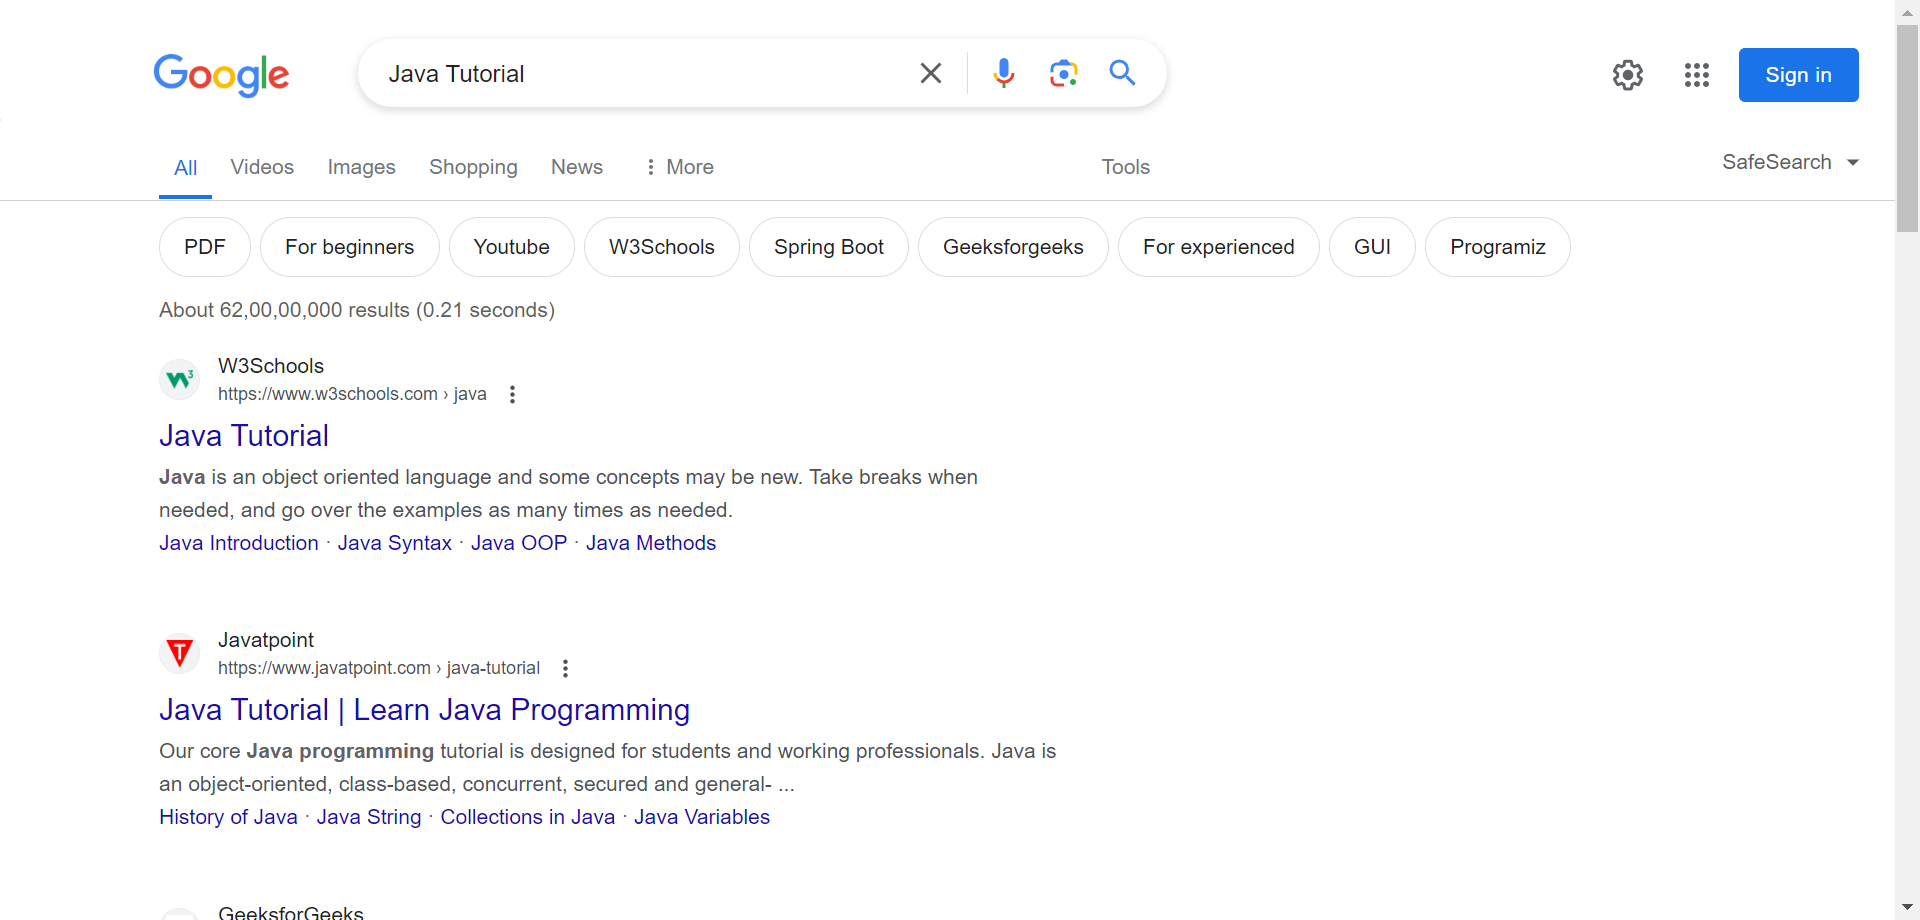 Google
Java Tutorial
Sign in
All Videos Images Shopping News More Tools SafeSearch
PDF For beginners Youtube W3Schools Spring Boot Geeksforgeeks For experienced GUI Programiz
About 62,00,00,000 results (0.21 seconds)
W3Schools
https://www.w3schools.com › java
Java Tutorial
Java is an object oriented language and some concepts may be new. Take breaks when
needed, and go over the examples as many times as needed.
Java Introduction · Java Syntax · Java OOP · Java Methods
Javatpoint
https://www.javatpoint.com › java-tutorial
Java Tutorial | Learn Java Programming
Our core Java programming tutorial is designed for students and working professionals. Java is
an object-oriented, class-based, concurrent, secured and general- ...
History of Java · Java String · Collections in Java · Java Variables
GeeksforGeeks